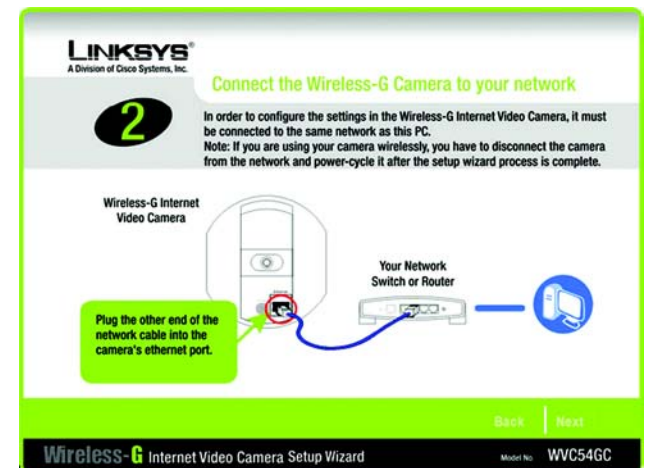 LINKSYS®
A Division of Cisco Systems, Inc.
Connect the Wireless-G Camera to your network
2
In order to configure the settings in the Wireless-G Internet Video Camera, it must
be connected to the same network as this PC.
Note: If you are using your camera wirelessly, you have to disconnect the camera
from the network and power-cycle it after the setup wizard process is complete.
Wireless-G Internet
Video Camera
Your Network
Switch or Router
Plug the other end of the
network cable into the
camera's ethernet port.
Back
Next
Wireless-G Internet Video Camera Setup Wizard
Model No. WVC54GC